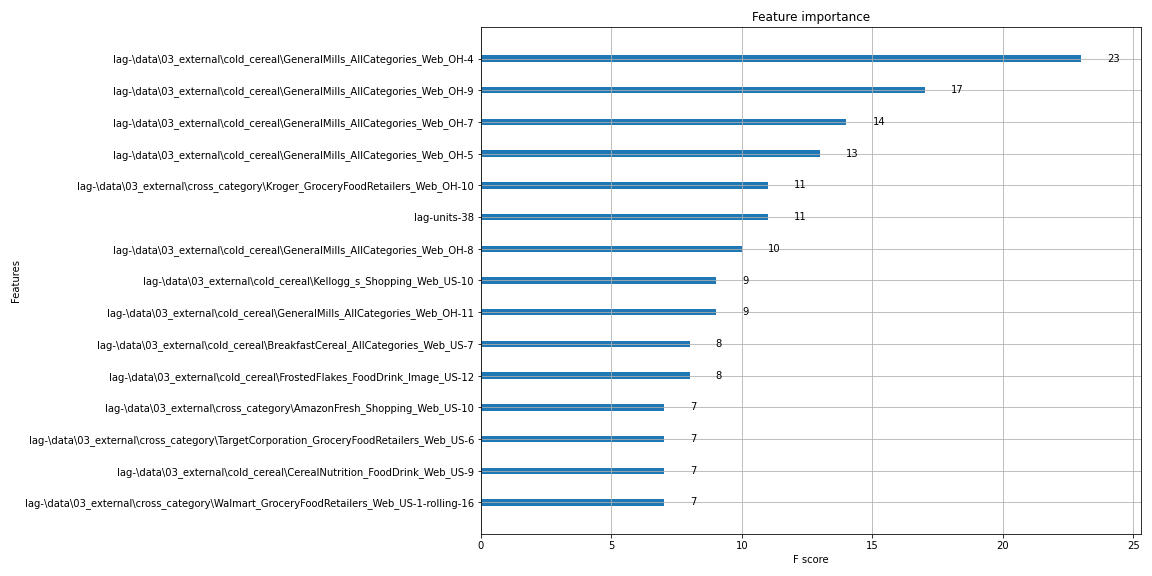 Feature importance
lag-\data\03_external\cold_cereal\GeneralMills_AllCategories_Web_OH-4 23
lag-\data\03_external\cold_cereal\GeneralMills_AllCategories_Web_OH-9 17
lag-\data\03_external\cold_cereal\GeneralMills_AllCategories_Web_OH-7 14
lag-\data\03_external\cold_cereal\GeneralMills_AllCategories_Web_OH-5 13
lag-\data\03_external\cross_category\Kroger_GroceryFoodRetailers_Web_OH-10 11
lag-units-38 11
lag-\data\03_external\cold_cereal\GeneralMills_AllCategories_Web_OH-8 10
lag-\data\03_external\cold_cereal\Kellogg_s_Shopping_Web_US-10 9
lag-\data\03_external\cold_cereal\GeneralMills_AllCategories_Web_OH-11 9
lag-\data\03_external\cold_cereal\BreakfastCereal_AllCategories_Web_US-7 8
lag-\data\03_external\cold_cereal\FrostedFlakes_FoodDrink_Image_US-12 8
lag-\data\03_external\cross_category\AmazonFresh_Shopping_Web_US-10 7
lag-\data\03_external\cross_category\TargetCorporation_GroceryFoodRetailers_Web_US-6 7
lag-\data\03_external\cold_cereal\CerealNutrition_FoodDrink_Web_US-9 7
lag-\data\03_external\cross_category\Walmart_GroceryFoodRetailers_Web_US-1-rolling-16 7
Features
0 5 10 15 20 25
F score